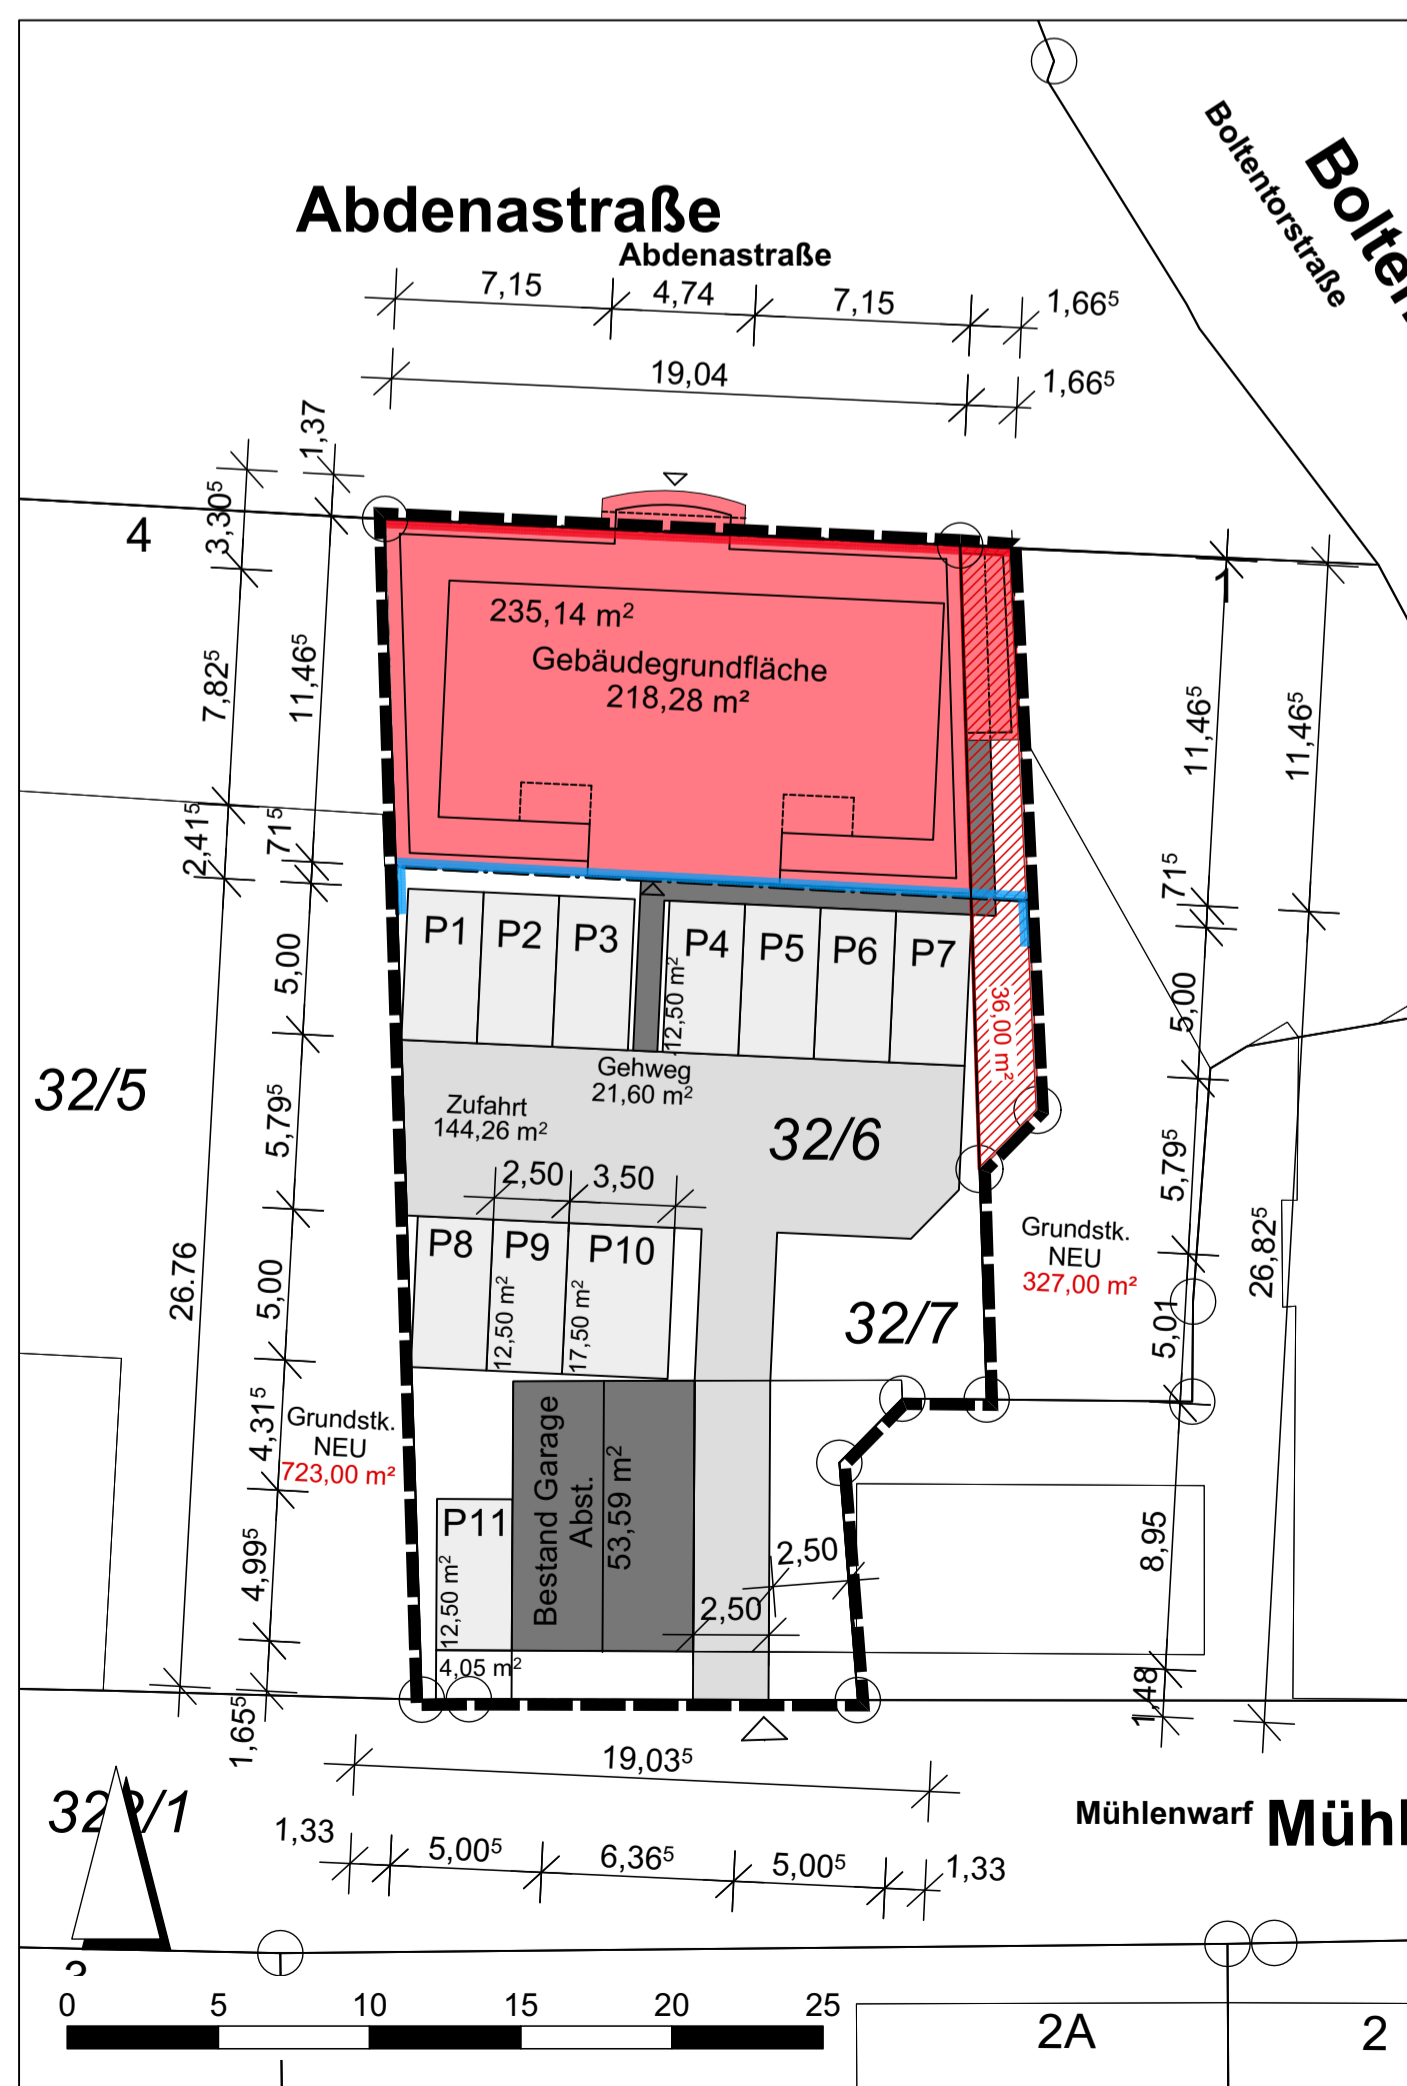 Abdenastraße
Abdenastraße
Boltentorstraße
7,15
4,74
7,15
1,66⁵
19,04
1,66⁵
1,37
3,30⁵
4
1
7,82⁵
11,46⁵
235,14 m²
Gebäudegrundfläche
218,28 m²
11,46⁵
11,46⁵
2,41⁵
71⁵
71⁵
P1
P2
P3
P4
P5
P6
P7
12,50 m²
5,00
5,00
36,00 m²
32/5
Gehweg
21,60 m²
Zufahrt
144,26 m²
32/6
5,79⁵
5,79⁵
2,50
3,50
P8
P9
P10
12,50 m²
17,50 m²
Grundstk.
NEU
327,00 m²
26.76
5,00
26,82⁵
32/7
5,01
4,31⁵
Grundstk.
NEU
723,00 m²
Bestand Garage
Abst.
53,59 m²
P11
12,50 m²
4,99⁵
2,50
8,95
2,50
4,05 m²
1,65⁵
1,48
19,03⁵
Mühlenwarf
1,33
5,00⁵
6,36⁵
5,00⁵
1,33
0
5
10
15
20
25
2A
2